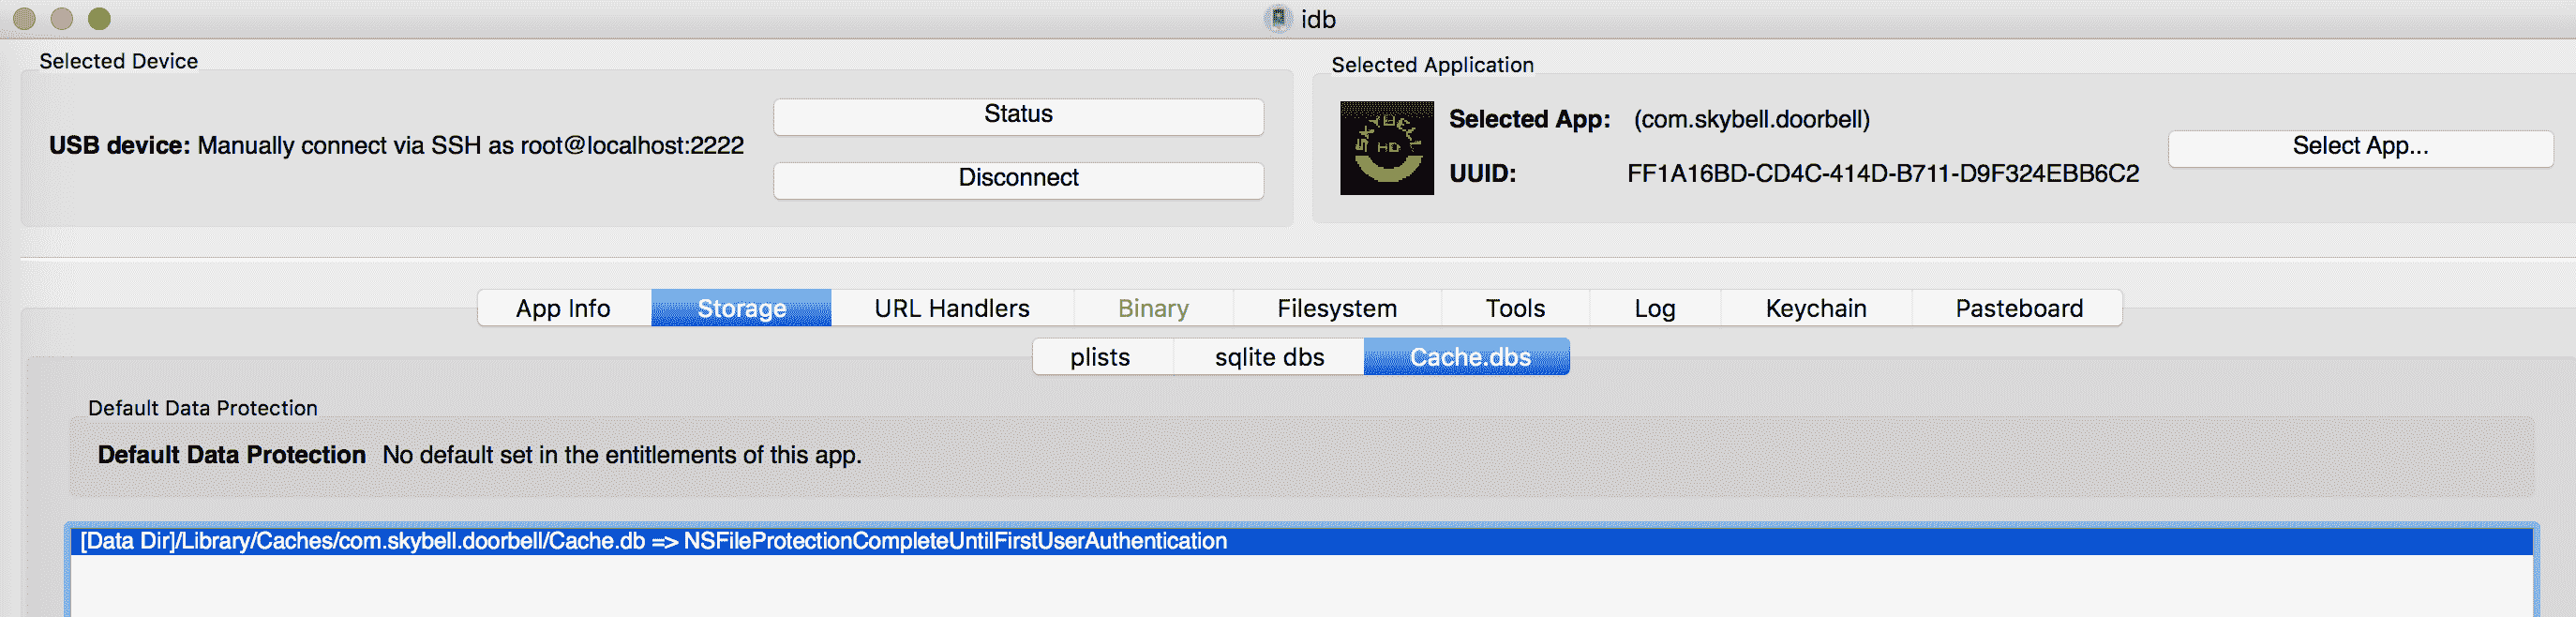 idb
Selected Device
Selected Application
USB device: Manually connect via SSH as root@localhost:2222
Status
Disconnect
SKYBELL
HD
Selected App: (com.skybell.doorbell)
UUID: FF1A16BD-CD4C-414D-B711-D9F324EBB6C2
Select App...
App Info Storage URL Handlers Binary Filesystem Tools Log Keychain Pasteboard
plists sqlite dbs Cache.dbs
Default Data Protection
Default Data Protection No default set in the entitlements of this app.
[Data Dir]/Library/Caches/com.skybell.doorbell/Cache.db => NSFileProtectionCompleteUntilFirstUserAuthentication